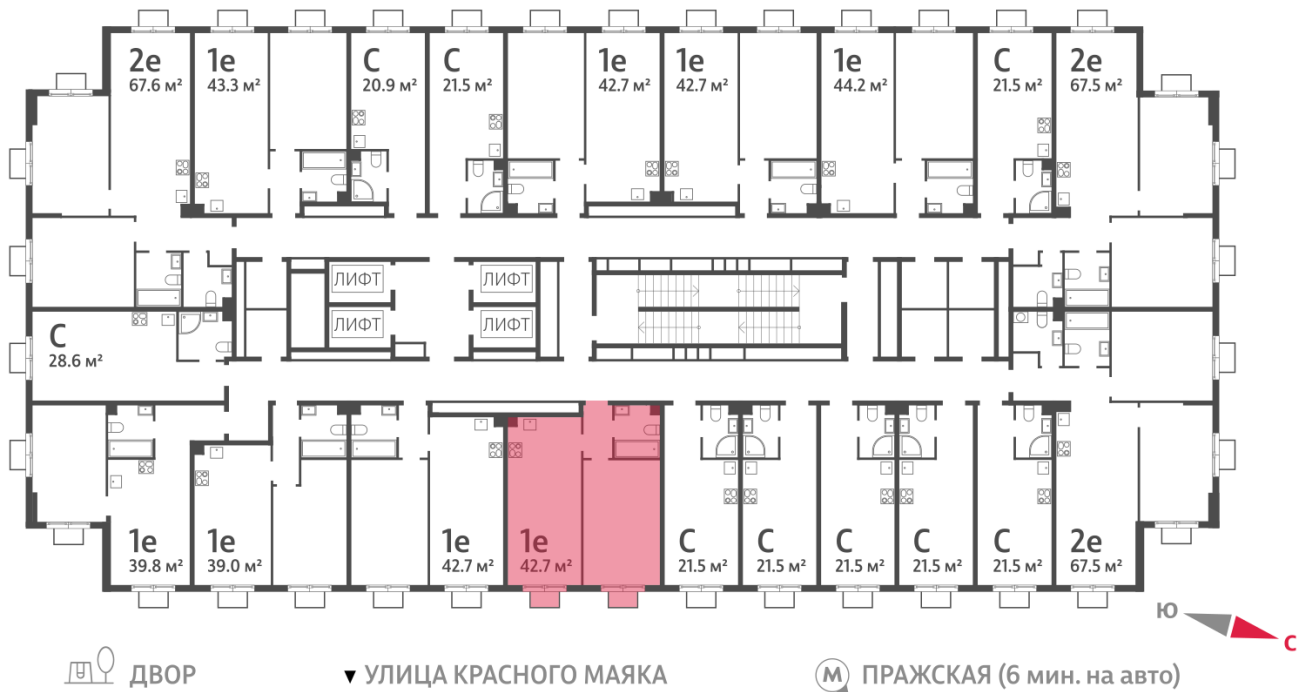 2е
67.6 м²
1е
43.3 м²
С
20.9 м²
С
21.5 м²
1е
42.7 м²
1е
42.7 м²
1е
44.2 м²
С
21.5 м²
2е
67.5 м²
ЛИФТ
ЛИФТ
ЛИФТ
ЛИФТ
С
28.6 м²
1е
39.8 м²
1е
39.0 м²
1е
42.7 м²
1е
42.7 м²
С
21.5 м²
С
21.5 м²
С
21.5 м²
С
21.5 м²
С
21.5 м²
2е
67.5 м²
Ю
С
ДВОР
УЛИЦА КРАСНОГО МАЯКА
М ПРАЖСКАЯ (6 мин. на авто)